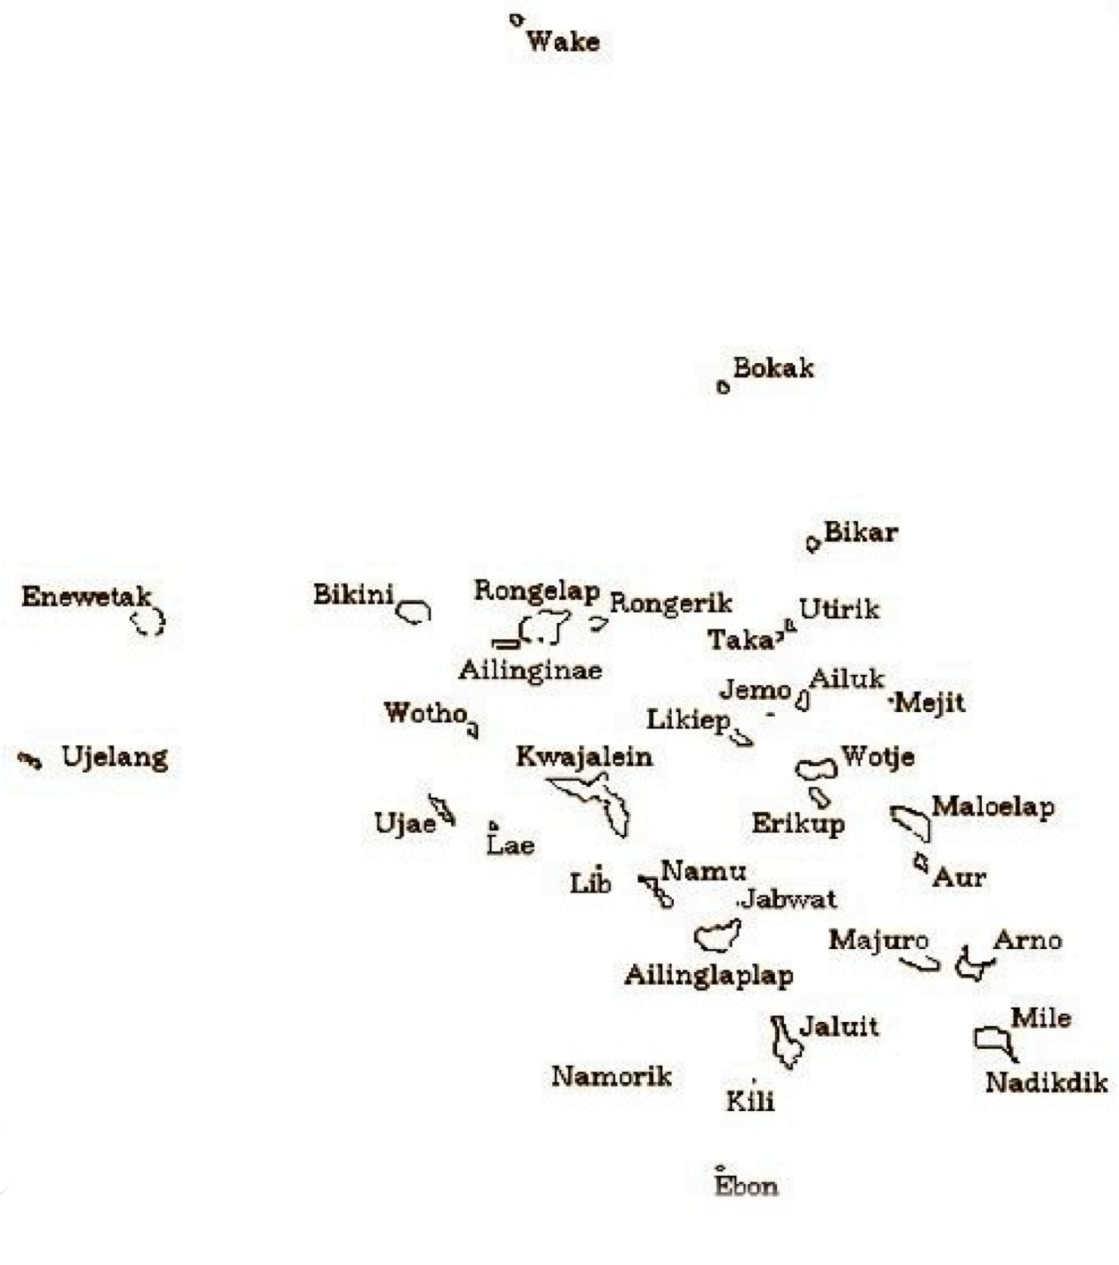 Wake
Bokak
Bikar
Enewetak
Bikini
Rongelap
Rongerik
Utirik
Taka
Ailinginae
Ailuk
Jemo
Mejit
Wotho
Likiep
Ujelang
Kwajalein
Wotje
Maloelap
Ujae
Erikup
Lae
Namu
Aur
Lib
Jabwat
Majuro
Arno
Ailinglaplap
Mile
Jaluit
Namorik
Nadikdik
Kili
Ebon